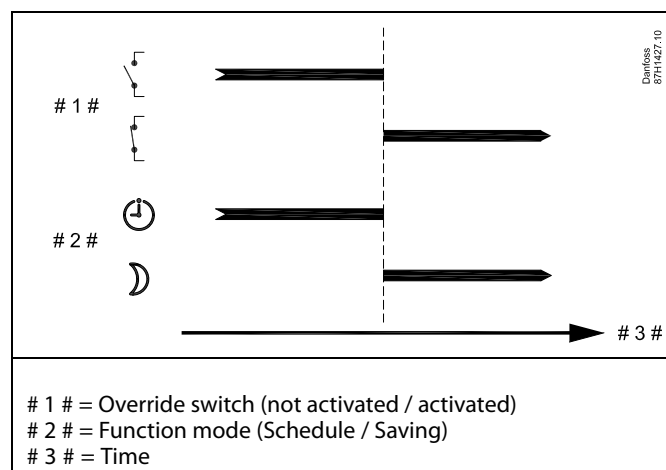 Danfoss
87H1427.10
# 1 #
# 2 #
# 3 #
# 1 # = Override switch (not activated / activated)
# 2 # = Function mode (Schedule / Saving)
# 3 # = Time